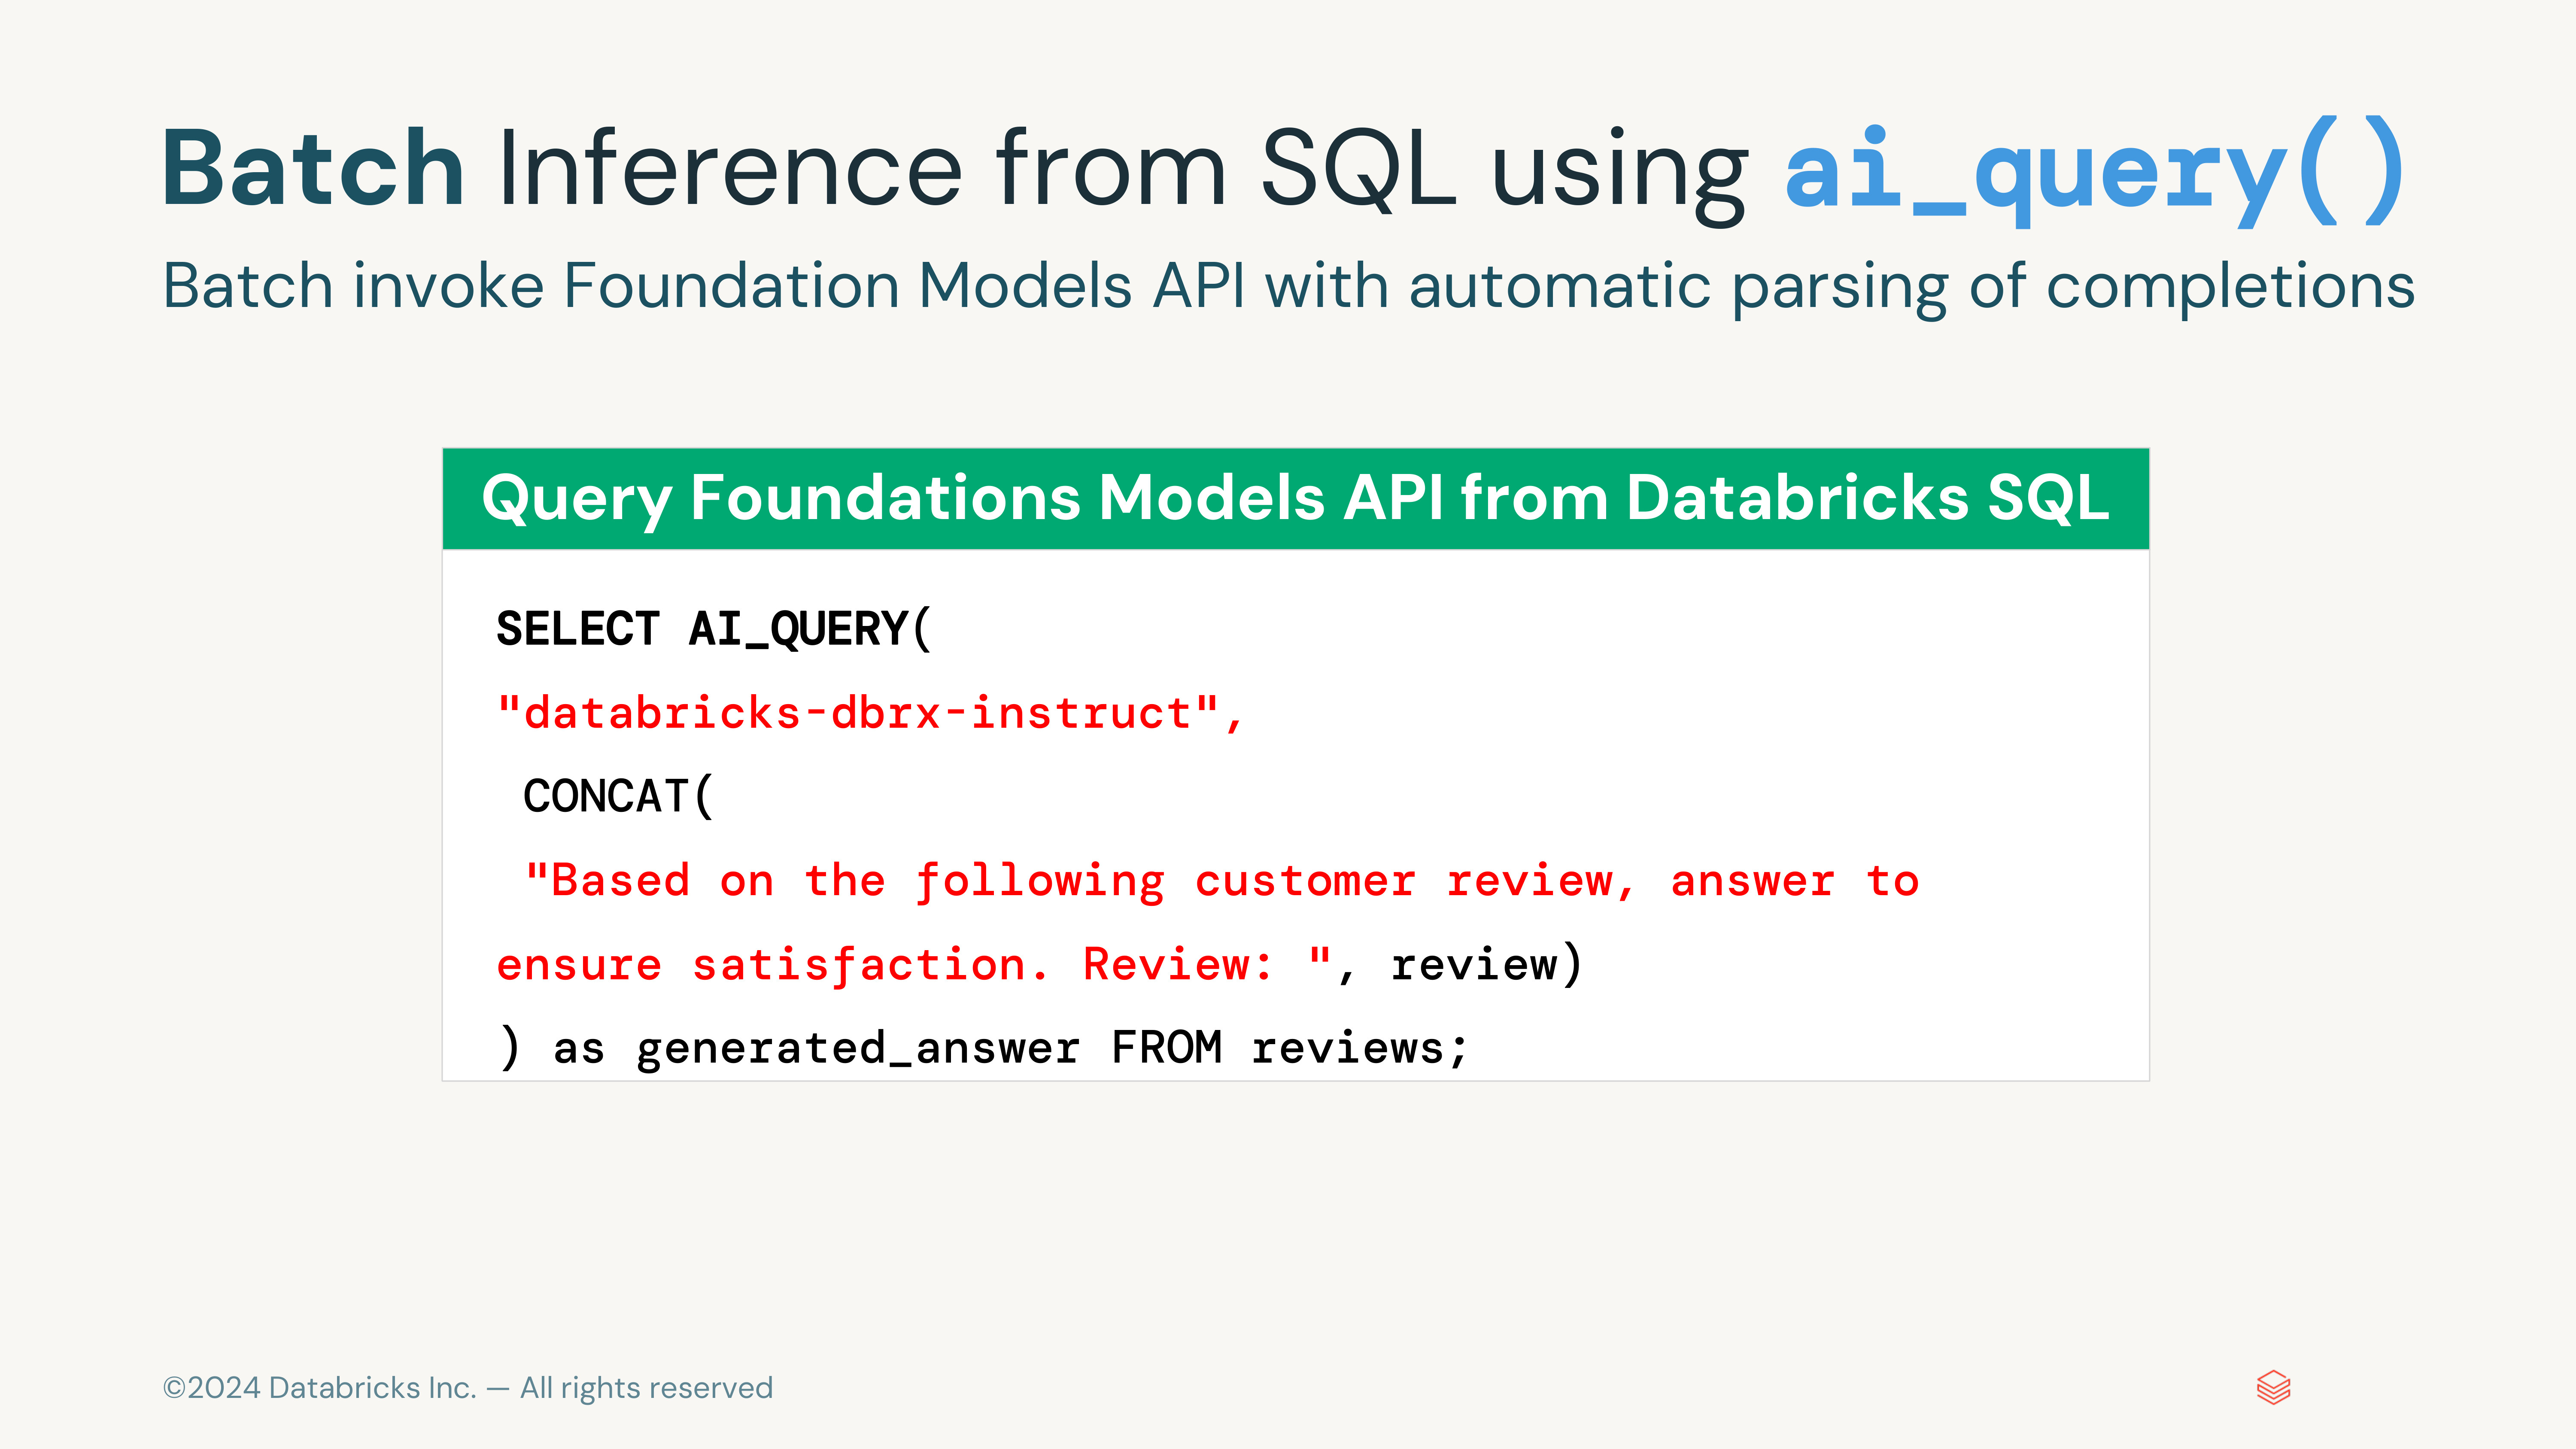 Batch Inference from SQL using ai_query()
Batch invoke Foundation Models API with automatic parsing of completions
Query Foundations Models API from Databricks SQL
SELECT AI_QUERY(
"databricks-dbrx-instruct",
CONCAT(
"Based on the following customer review, answer to
ensure satisfaction. Review: ", review)
) as generated_answer FROM reviews;
©2024 Databricks Inc. — All rights reserved